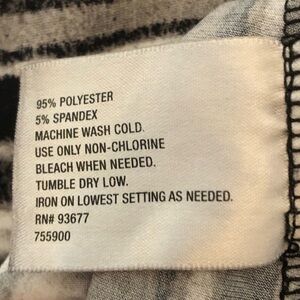 95% POLYESTER
5% SPANDEX
MACHINE WASH COLD.
USE ONLY NON-CHLORINE
BLEACH WHEN NEEDED.
TUMBLE DRY LOW.
IRON ON LOWEST SETTING AS NEEDED.
RN# 93677
755900